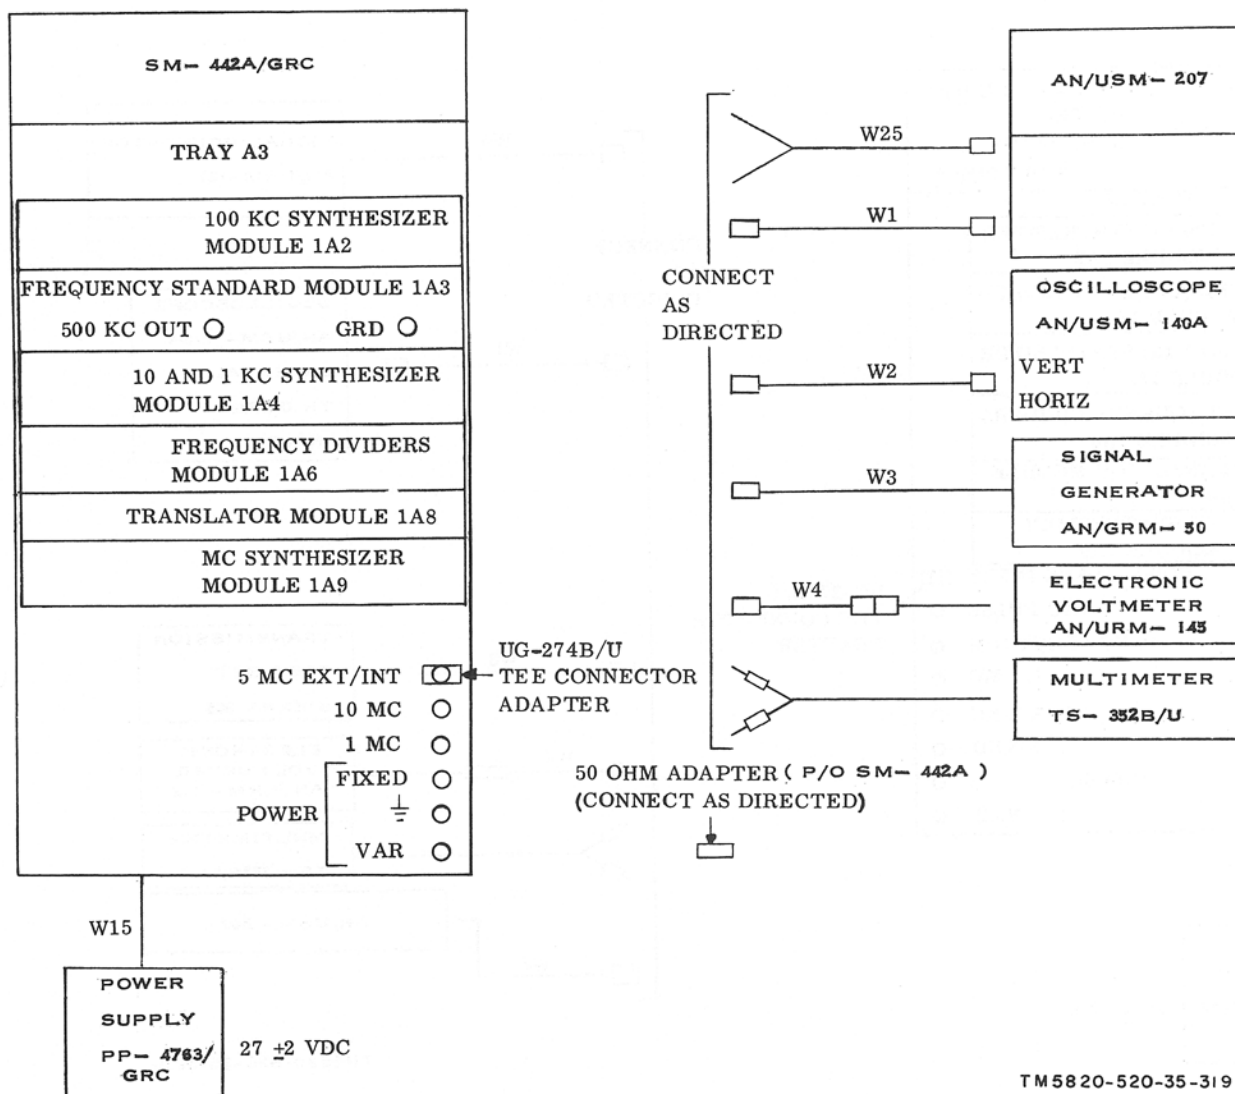 SM- 442A/GRC
TRAY A3
100 KC SYNTHESIZER
MODULE 1A2
FREQUENCY STANDARD MODULE 1A3
500 KC OUT GRD
10 AND 1 KC SYNTHESIZER
MODULE 1A4
FREQUENCY DIVIDERS
MODULE 1A6
TRANSLATOR MODULE 1A8
MC SYNTHESIZER
MODULE 1A9
5 MC EXT/INT
10 MC
1 MC
POWER
FIXED
VAR
UG-274B/U
TEE CONNECTOR
ADAPTER
W15
POWER
SUPPLY
PP- 4763/
GRC
27 ±2 VDC
CONNECT
AS
DIRECTED
W25
W1
W2
W3
W4
50 OHM ADAPTER ( P/O SM- 442A )
(CONNECT AS DIRECTED)
AN/USM- 207
OSCILLOSCOPE
AN/USM- 140A
VERT
HORIZ
SIGNAL
GENERATOR
AN/GRM- 50
ELECTRONIC
VOLTMETER
AN/URM- 145
MULTIMETER
TS- 352B/U
TM5820-520-35-319